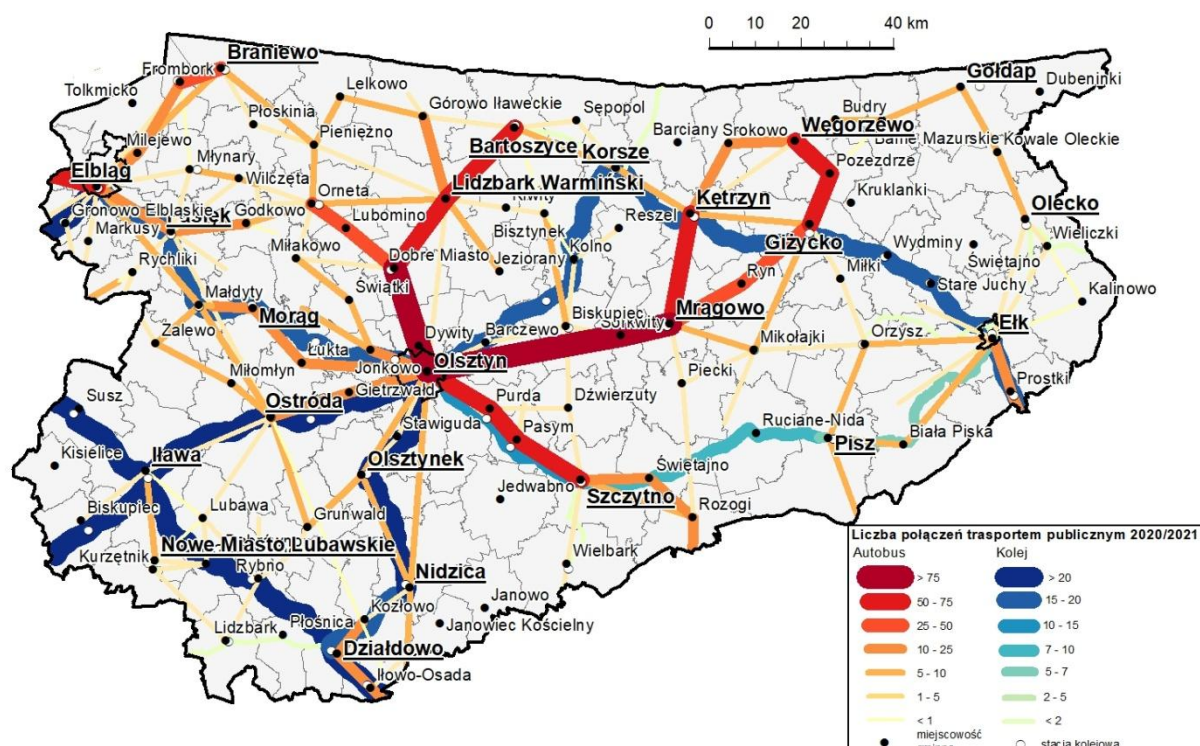 0 20 40 km
Braniewo
Gołdap
Frombork
Dubeninki
Tolkmicko
Lelkowo
Budry
Płoskinia
Górowo Iławeckie
Sępopol
Węgorzewo
Pieniężno
Barciany
Srokowo
Banie Mazurskie
Kowale Oleckie
Milejewo
Bartoszyce
Korsze
Pozezdrze
Młynary
Elbląg
Wilczęta
Lidzbark Warmiński
Kętrzyn
Kruklanki
Orneta
Kiwity
Olecko
Gronowo Elbląskie
Godkowo
Lubomino
Reszel
Markusy
Bisztynek
Giżycko
Wydminy
Wieliczki
Miłakowo
Dobre Miasto
Jeziorany
Kolno
Ryn
Miłki
Świętajno
Rychliki
Świątki
Stare Juchy
Kalinowo
Małdyty
Mrągowo
Morąg
Biskupiec
Sorkwity
Zalewo
Dywity
Barczewo
Orzysz
Ełk
Łukta
Olsztyn
Mikołajki
Miłomłyn
Jonkowo
Piecki
Prostki
Susz
Ostróda
Gietrzwałd
Purda
Dźwierzuty
Ruciane-Nida
Stawiguda
Pasym
Pisz
Biała Piska
Kisielice
Iława
Olsztynek
Świętajno
Jedwabno
Szczytno
Biskupiec
Lubawa
Grunwald
Rozogi
Kurzętnik
Nowe Miasto Lubawskie
Wielbark
Rybno
Nidzica
Janowo
Kozłowo
Janowiec Kościelny
Lidzbark
Płośnica
Działdowo
Iłowo-Osada
Liczba połączeń trasportem publicznym 2020/2021
Autobus Kolej
> 75 > 20
50 - 75 15 - 20
25 - 50 10 - 15
10 - 25 7 - 10
5 - 10 5 - 7
1 - 5 2 - 5
< 1 < 2
miejscowość stacja kolejowa